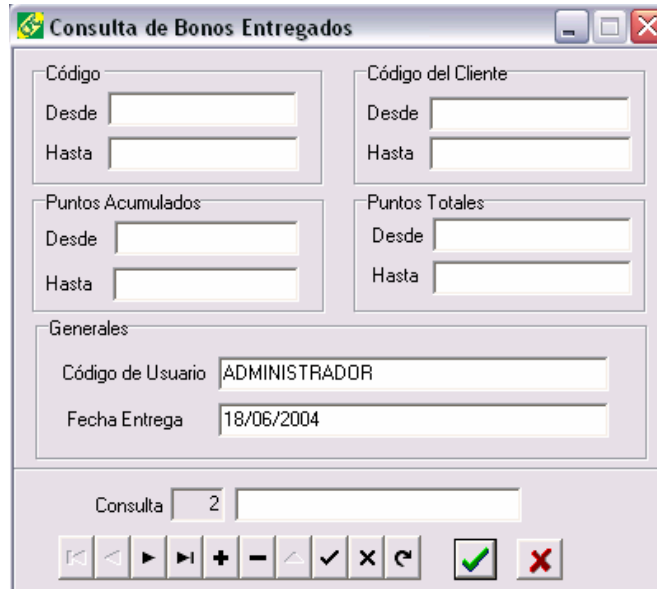 Consulta de Bonos Entregados
Código
Desde
Hasta
Código del Cliente
Desde
Hasta
Puntos Acumulados
Desde
Hasta
Puntos Totales
Desde
Hasta
Generales
Código de Usuario ADMINISTRADOR
Fecha Entrega 18/06/2004
Consulta 2